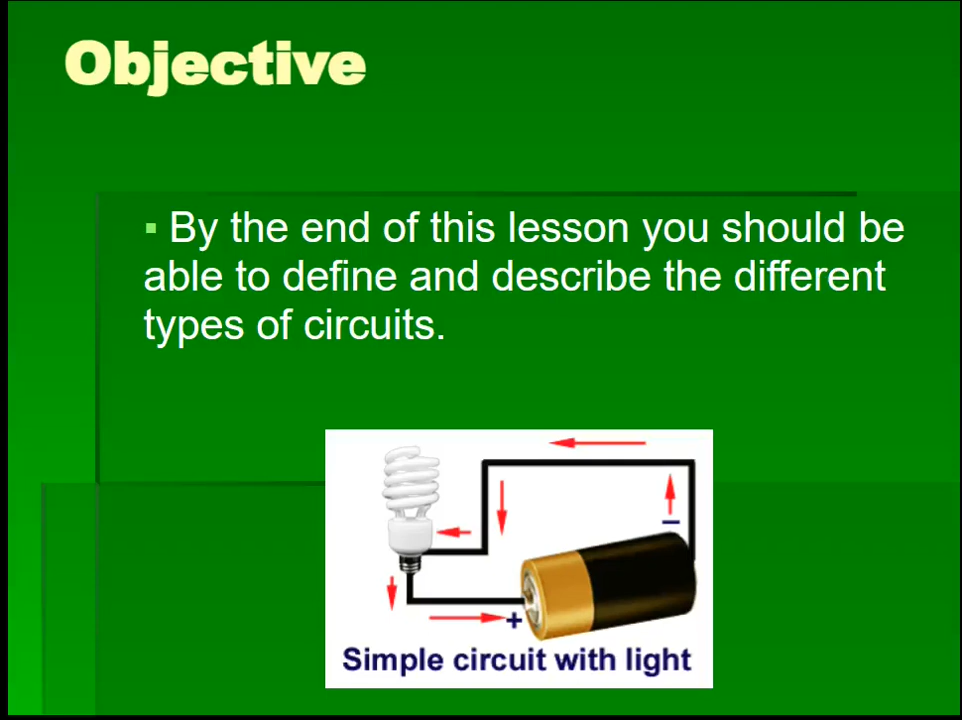 Objective
▪ By the end of this lesson you should be
able to define and describe the different
types of circuits.
−
+
Simple circuit with light